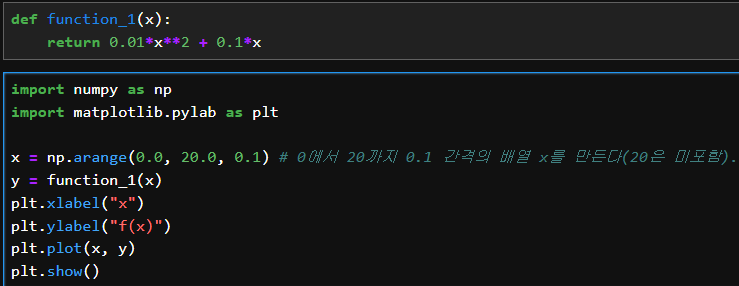 def function_1(x):
    return 0.01*x**2 + 0.1*x
import numpy as np
import matplotlib.pylab as plt
x = np.arange(0.0, 20.0, 0.1) # 0에서 20까지 0.1 간격의 배열 x를 만든다(20은 미포함).
y = function_1(x)
plt.xlabel("x")
plt.ylabel("f(x)")
plt.plot(x, y)
plt.show()